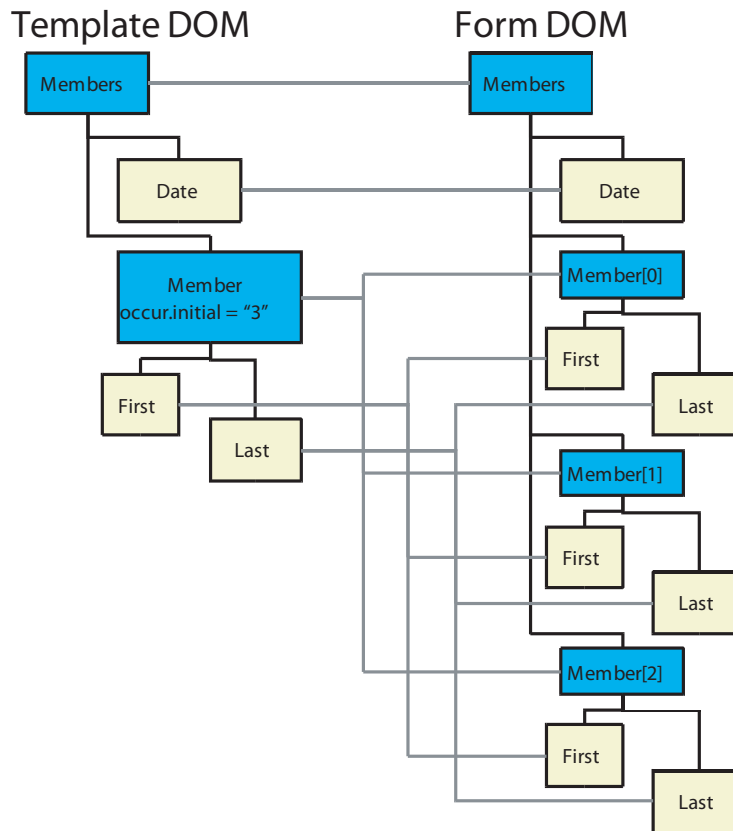 Template DOM
Form DOM
Members
Members
Date
Date
Member
occur.initial = “3”
Member[0]
First
Last
First
Last
Member[1]
First
Last
Member[2]
First
Last